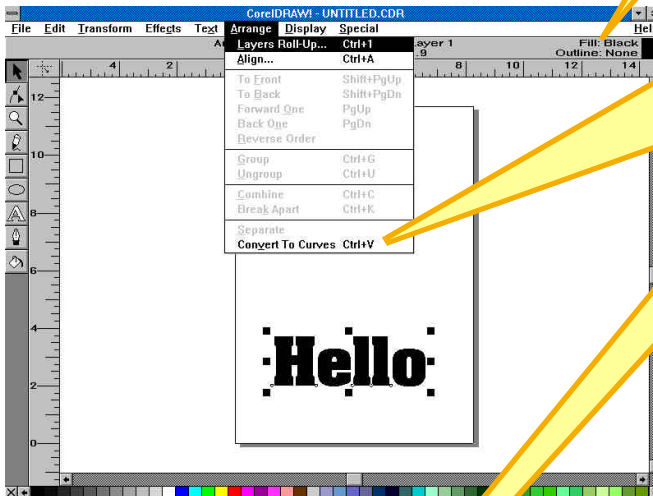 CorelDRAW! - UNTITLED.CDR
File Edit Transform Effects Text Arrange Display Special Hel
Layers Roll-Up... Ctrl+1
Align... Ctrl+A
To Front Shift+PgUp
To Back Shift+PgDn
Forward One PgUp
Back One PgDn
Reverse Order
Group Ctrl+G
Ungroup Ctrl+U
Combine Ctrl+C
Break Apart Ctrl+K
Separate
Convert To Curves Ctrl+V
ayer 1 Fill: Black
.9 Outline: None
4 2 8 10 12 14
12
10
8
6
4
2
0
Hello